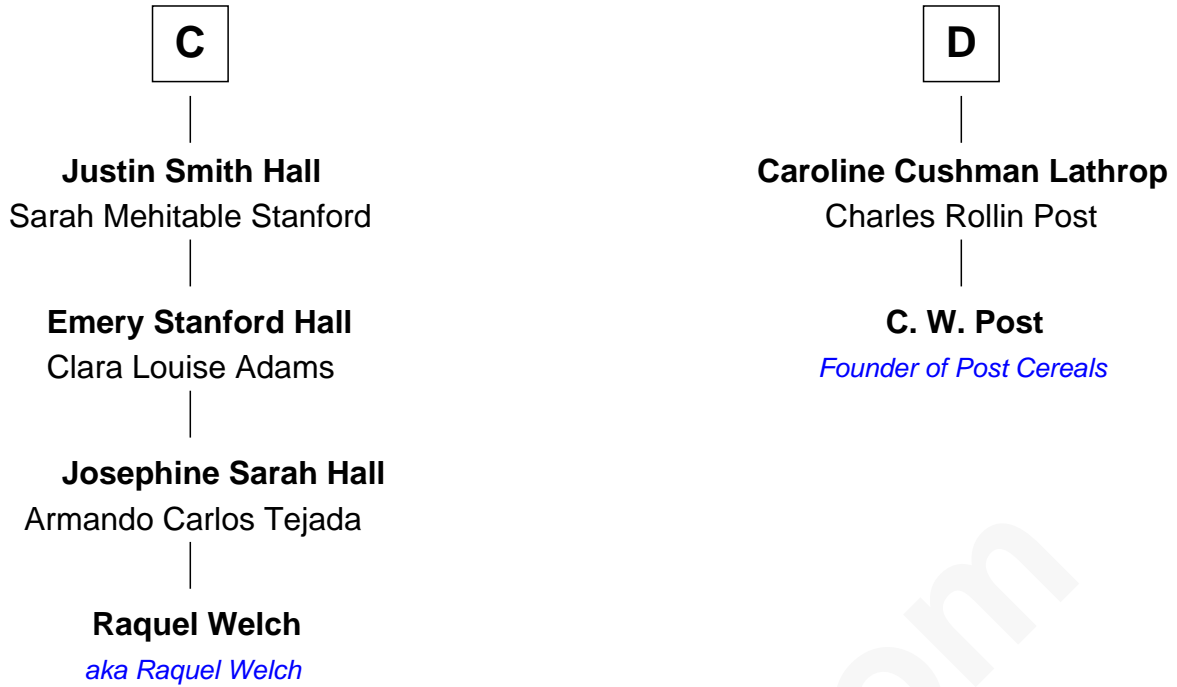 C
Justin Smith Hall
Sarah Mehitable Stanford
Emery Stanford Hall
Clara Louise Adams
Josephine Sarah Hall
Armando Carlos Tejada
Raquel Welch
aka Raquel Welch
D
Caroline Cushman Lathrop
Charles Rollin Post
C. W. Post
Founder of Post Cereals
om